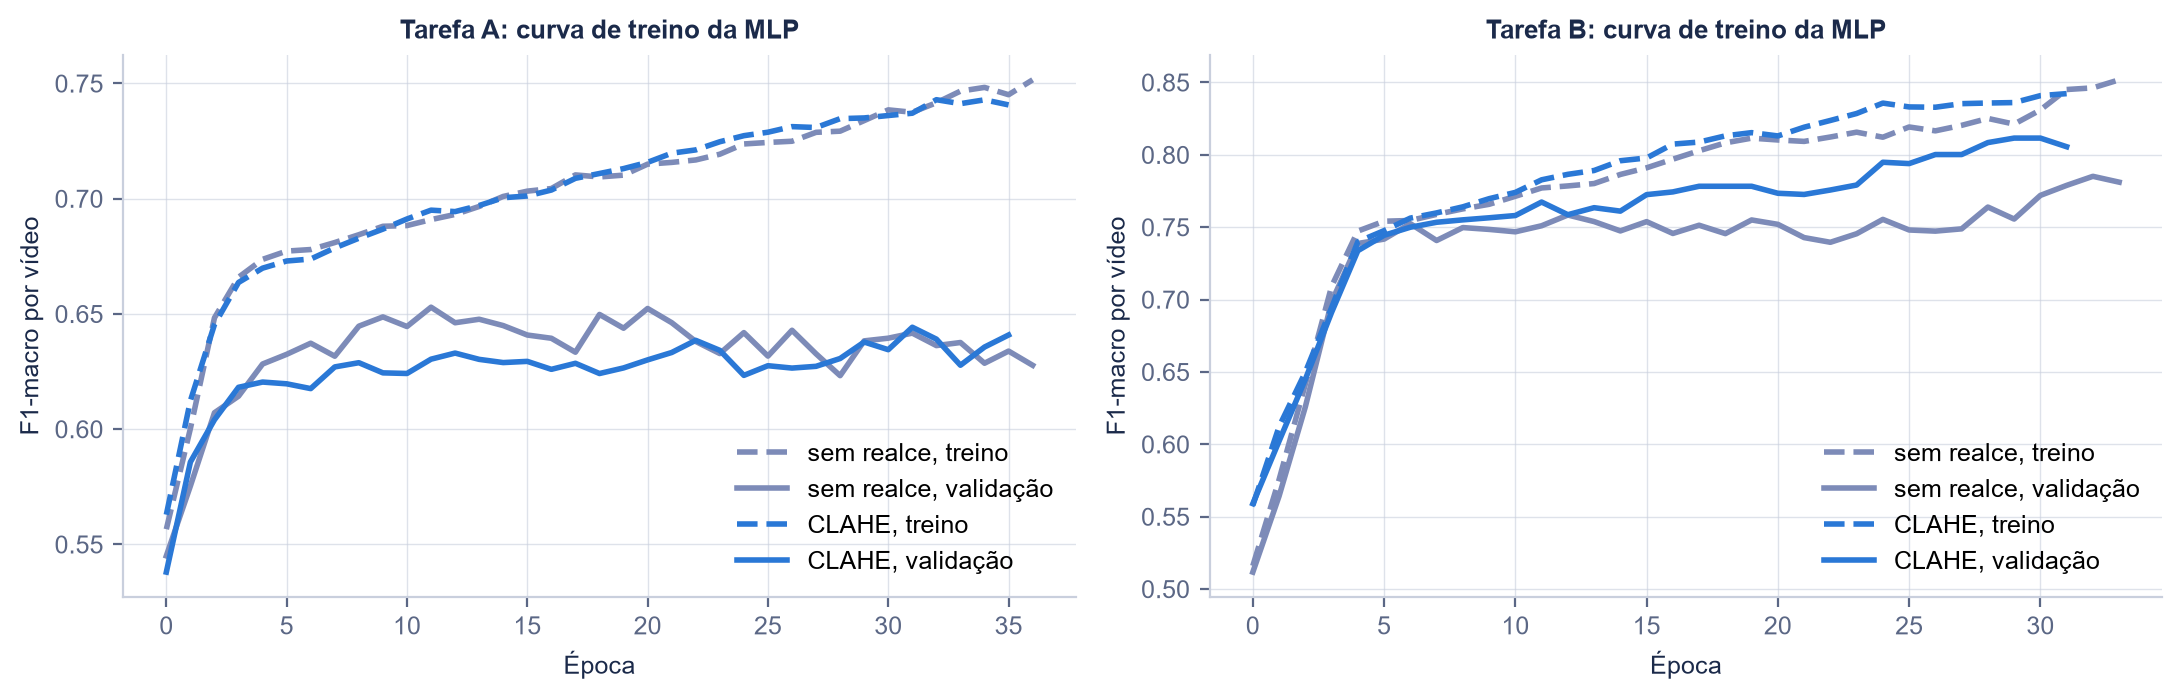 Tarefa A: curva de treino da MLP
F1-macro por vídeo
0.75
0.70
0.65
0.60
0.55
0 5 10 15 20 25 30 35
Época
sem realce, treino
sem realce, validação
CLAHE, treino
CLAHE, validação
Tarefa B: curva de treino da MLP
F1-macro por vídeo
0.85
0.80
0.75
0.70
0.65
0.60
0.55
0.50
0 5 10 15 20 25 30
Época
sem realce, treino
sem realce, validação
CLAHE, treino
CLAHE, validação